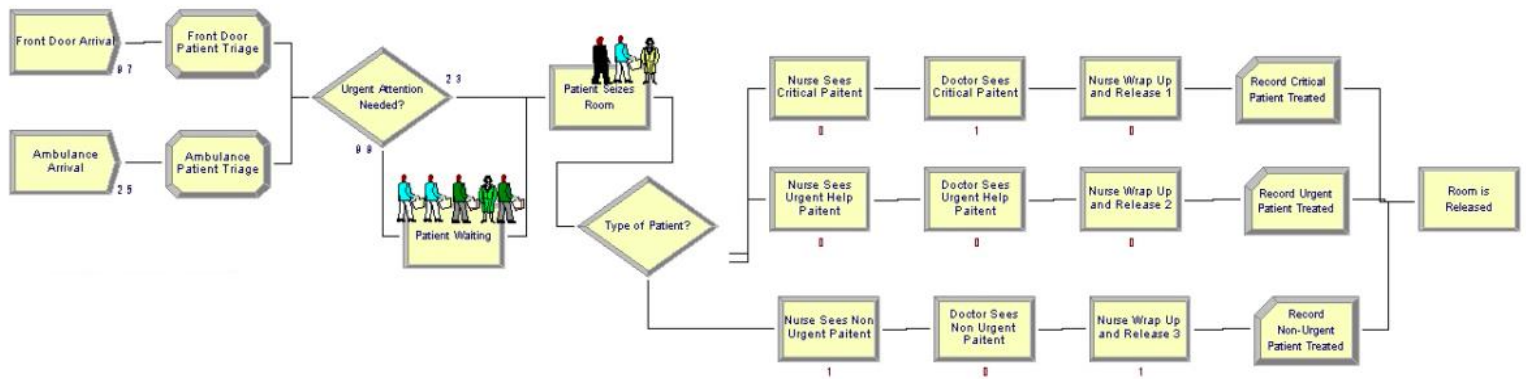 Front Door Arrival
97
Front Door
Patient Triage
Ambulance
Arrival
25
Ambulance
Patient Triage
Urgent Attention
Needed?
23
99
Patient Waiting
Patient Seizes
Room
Type of Patient?
Nurse Sees
Critical Paitent
0
Doctor Sees
Critical Paitent
1
Nurse Wrap Up
and Release 1
0
Record Critical
Patient Treated
Nurse Sees
Urgent Help
Paitent
0
Doctor Sees
Urgent Help
Paitent
0
Nurse Wrap Up
and Release 2
0
Record Urgent
Patient Treated
Nurse Sees Non
Urgent Paitent
1
Doctor Sees
Non Urgent
Paitent
0
Nurse Wrap Up
and Release 3
1
Record
Non-Urgent
Patient Treated
Room is
Released